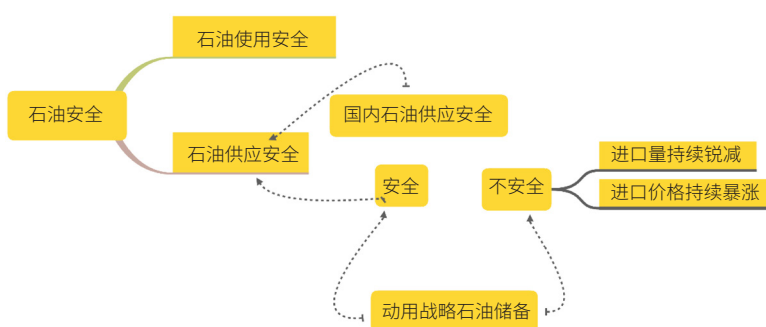 石油使用安全
石油安全
国内石油供应安全
石油供应安全
进口量持续锐减
安全
不安全
进口价格持续暴涨
动用战略石油储备